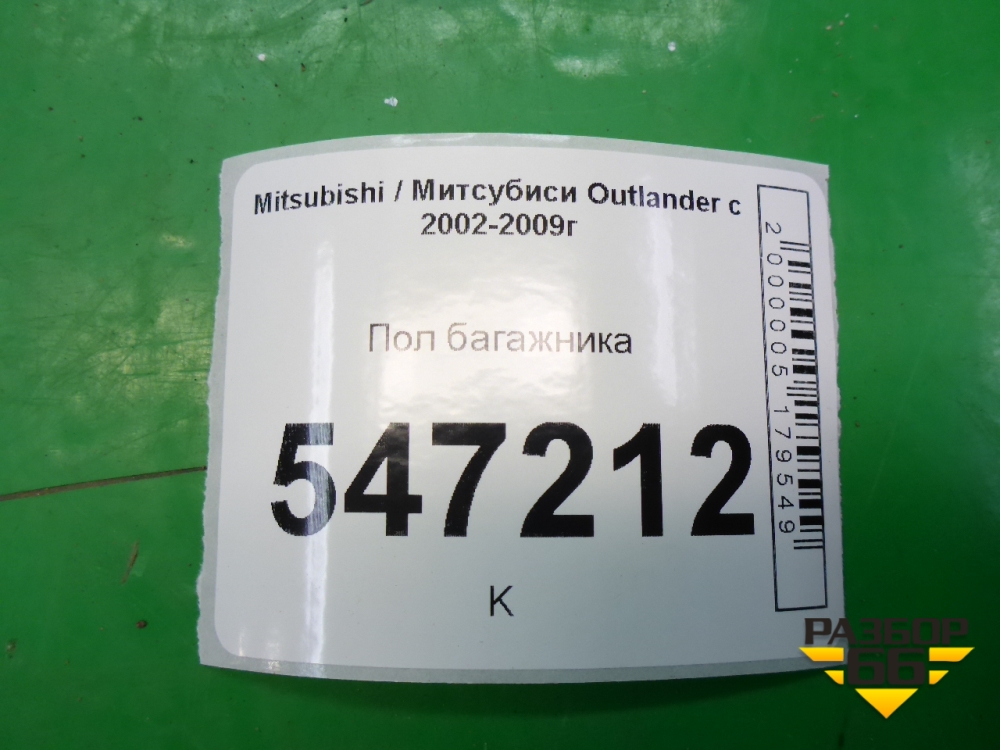 Mitsubishi / Митсубиси Outlander с
2002-2009г
Пол багажника
547212
К
2000005179549
РАЗБОР
66